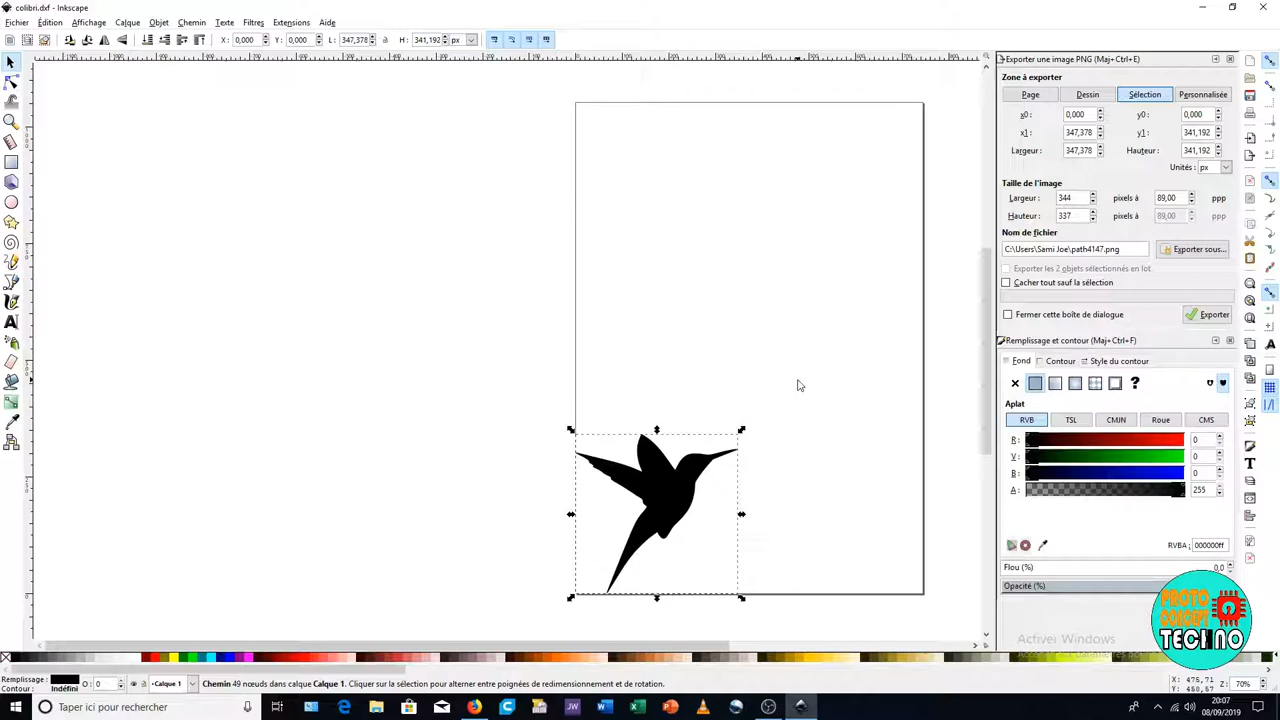 colibri.dxf - Inkscape
Fichier Édition Affichage Calque Objet Chemin Texte Filtres Extensions Aide
X: 0,000 Y: 0,000 L: 347,378 H: 341,192 px
Exporter une image PNG (Maj+Ctrl+E)
Zone à exporter
Page Dessin Sélection Personnalisée
x0: 0,000 y0: 0,000
x1: 347,378 y1: 341,192
Largeur: 347,378 Hauteur: 341,192
Unités: px
Taille de l'image
Largeur : 344 pixels à 89,00 ppp
Hauteur : 337 pixels à 89,00 ppp
Nom de fichier
C:\Users\Sami Joe\path4147.png Exporter sous...
Exporter les 2 objets sélectionnés en lot
Cacher tout sauf la sélection
Fermer cette boîte de dialogue Exporter
Remplissage et contour (Maj+Ctrl+F)
Fond Contour Style du contour
Aplat
RVB TSL CMJN Roue CMS
R: 0
V: 0
B: 0
A: 255
RVBA : 000000ff
Flou (%) 0,0
Opacité (%)
PROTO
CONCEPT
TECHNO
Activer Windows
Remplissage :
Contour : Indéfini
O: 0
Calque 1
Chemin 49 nœuds dans calque Calque 1. Cliquer sur la sélection pour alterner entre poignées de redimensionnement et de rotation.
X: 475,71
Y: 450,57
Z: 70%
Taper ici pour rechercher
20:07
08/09/2019